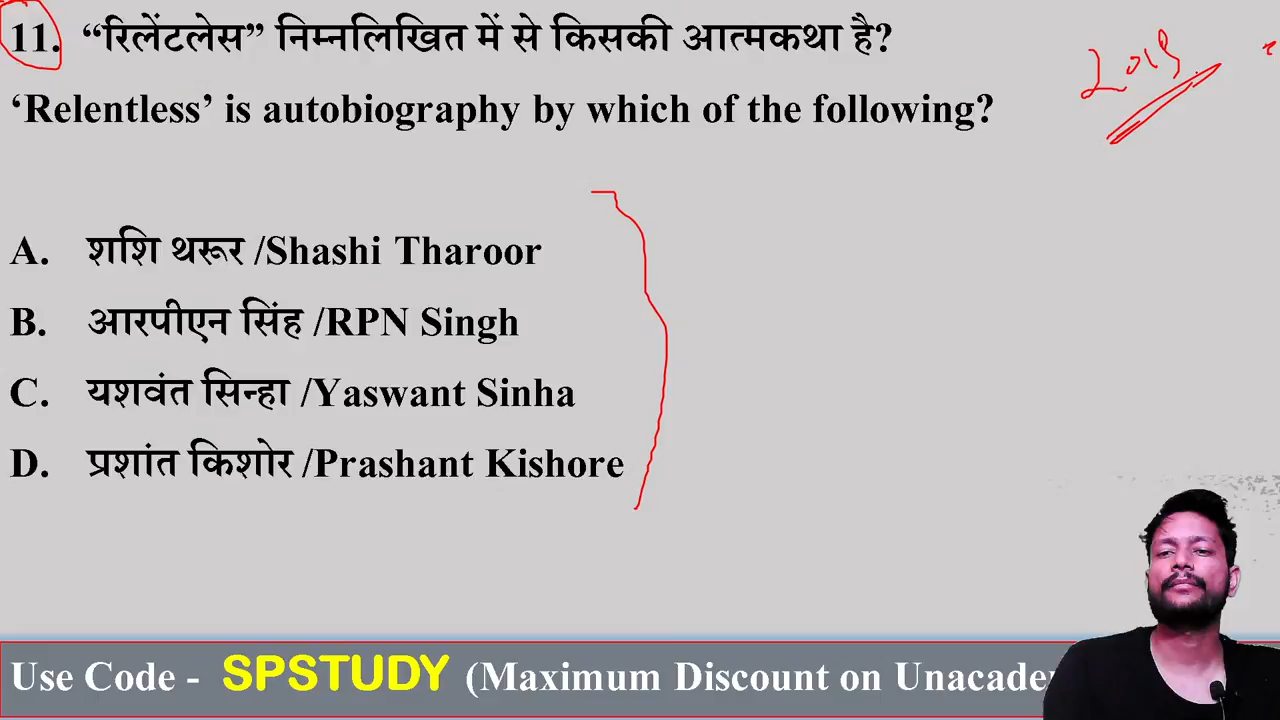 11. “रिलेंटलेस” निम्नलिखित में से किसकी आत्मकथा है?
2019
‘Relentless’ is autobiography by which of the following?
A. शशि थरूर /Shashi Tharoor
B. आरपीएन सिंह /RPN Singh
C. यशवंत सिन्हा /Yaswant Sinha
D. प्रशांत किशोर /Prashant Kishore
Use Code - SPSTUDY (Maximum Discount on